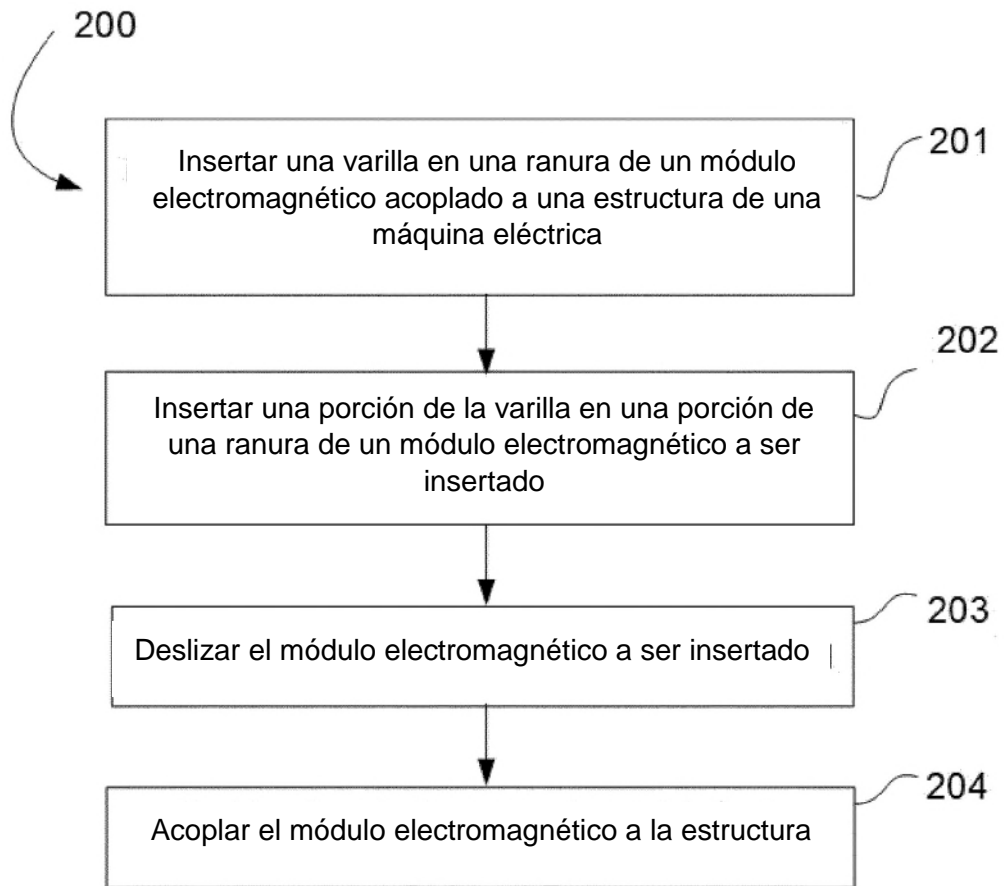 200
Insertar una varilla en una ranura de un módulo
electromagnético acoplado a una estructura de una
máquina eléctrica
201
Insertar una porción de la varilla en una porción de
una ranura de un módulo electromagnético a ser
insertado
202
Deslizar el módulo electromagnético a ser insertado
203
Acoplar el módulo electromagnético a la estructura
204